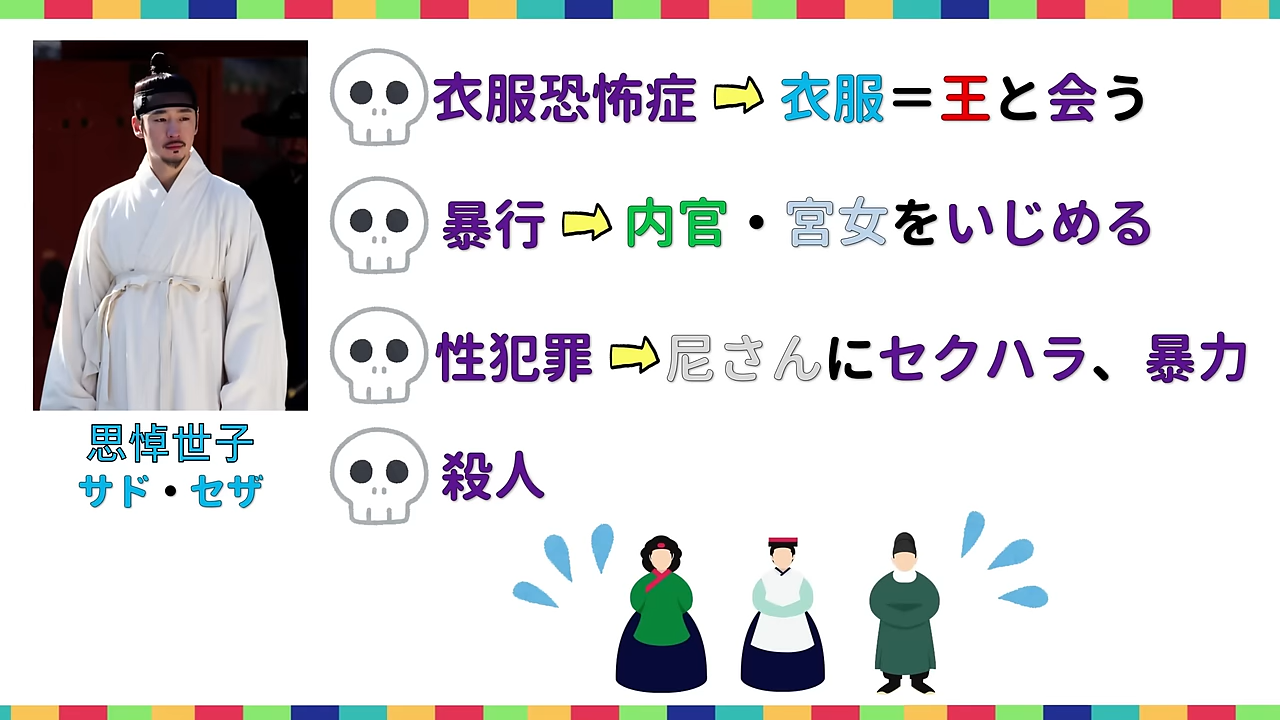 衣服恐怖症 ➡ 衣服＝王と会う
暴行 ➡ 内官・宮女をいじめる
性犯罪 ➡ 尼さんにセクハラ、暴力
殺人
思悼世子
サド・セザ